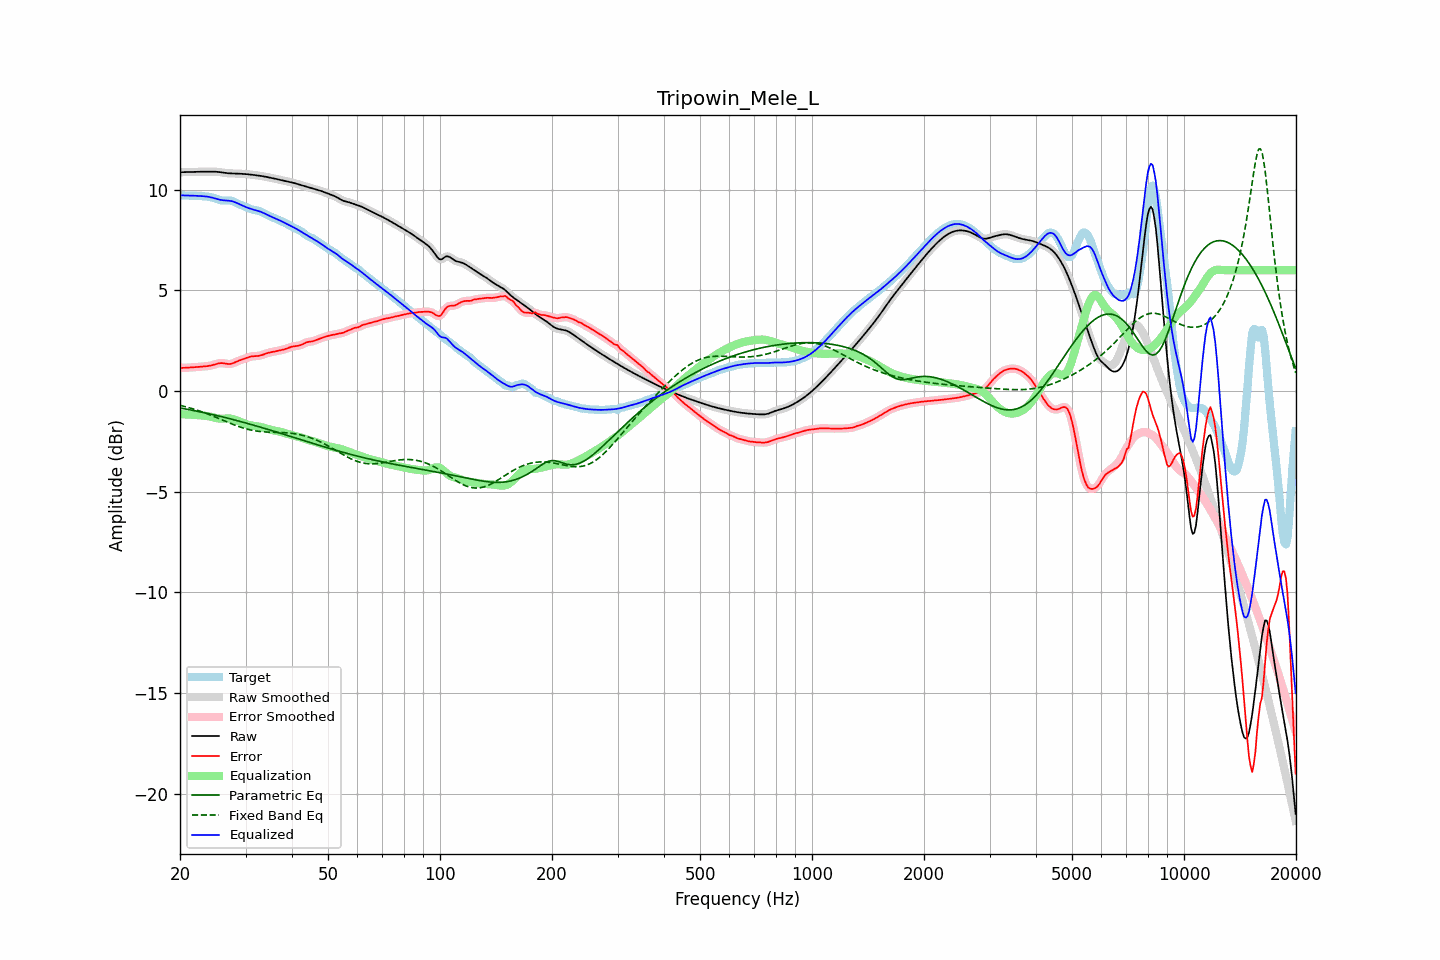 Tripowin_Mele_L
Amplitude (dBr)
10
5
0
−5
−10
−15
−20
Target
Raw Smoothed
Error Smoothed
Raw
Error
Equalization
Parametric Eq
Fixed Band Eq
Equalized
20 50 100 200 500 1000 2000 5000 10000 20000
Frequency (Hz)